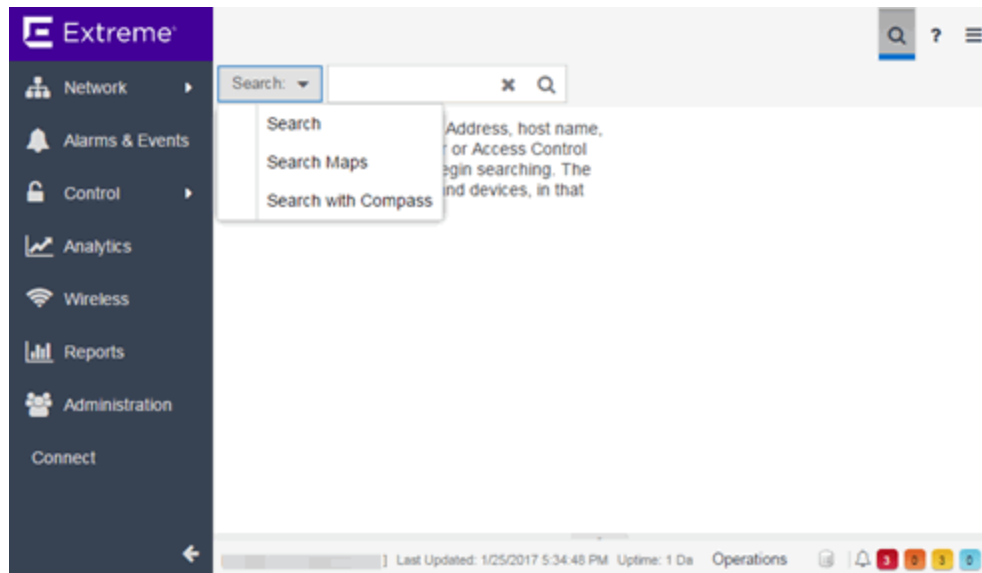 Extreme
?
Network
Search:
Alarms & Events
Search
Search Maps
Search with Compass
Address, host name,
or Access Control
egin searching. The
nd devices, in that
Control
Analytics
Wireless
Reports
Administration
Connect
] Last Updated: 1/25/2017 5:34:48 PM Uptime: 1 Da Operations 3 0 3 0